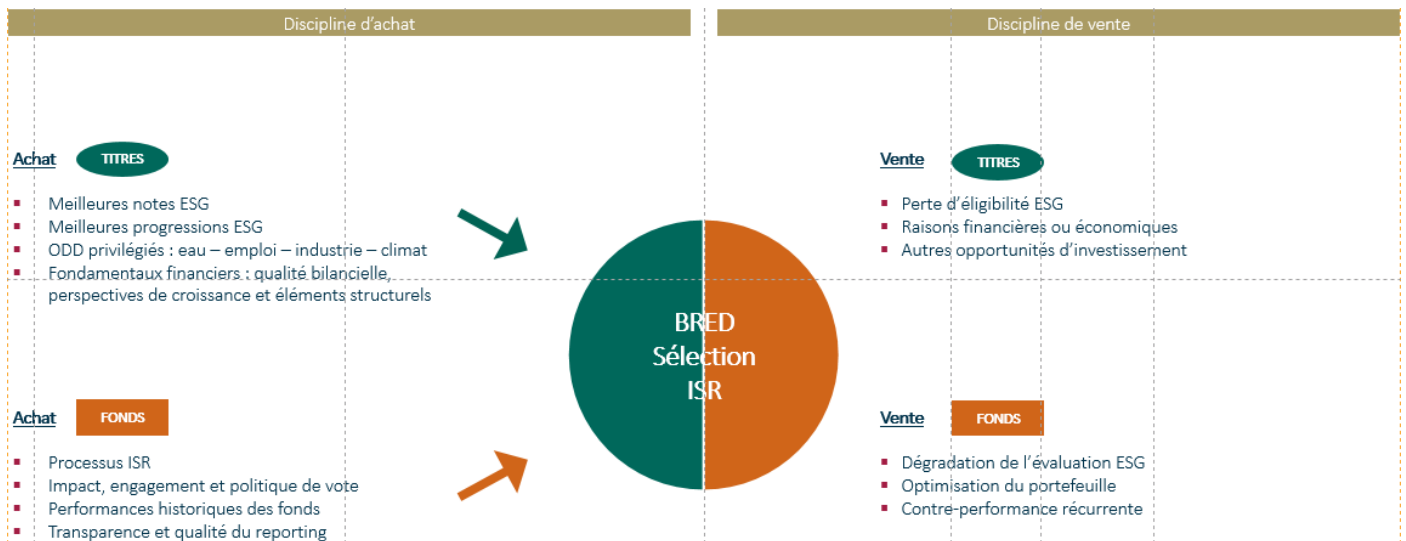 Discipline d’achat
Discipline de vente
Achat TITRES
Meilleures notes ESG
Meilleures progressions ESG
ODD privilégiés : eau – emploi – industrie – climat
Fondamentaux financiers : qualité bilancielle,
perspectives de croissance et éléments structurels
Vente TITRES
Perte d’éligibilité ESG
Raisons financières ou économiques
Autres opportunités d’investissement
BRED
Sélection
ISR
Achat FONDS
Processus ISR
Impact, engagement et politique de vote
Performances historiques des fonds
Transparence et qualité du reporting
Vente FONDS
Dégradation de l’évaluation ESG
Optimisation du portefeuille
Contre-performance récurrente